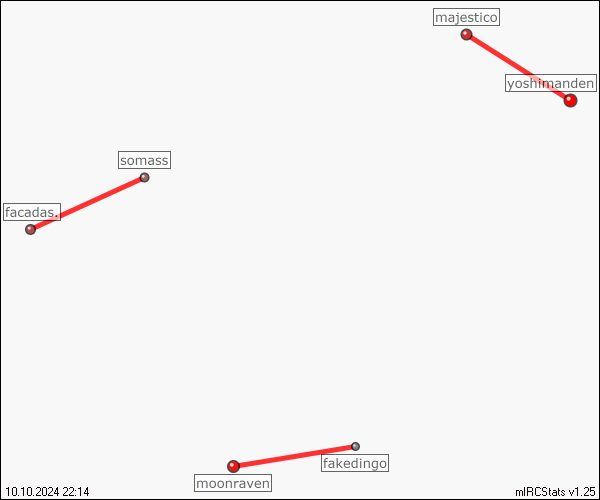 majestico
yoshimanden
somass
facadas.
fakedingo
moonraven
10.10.2024 22:14
mIRCStats v1.25